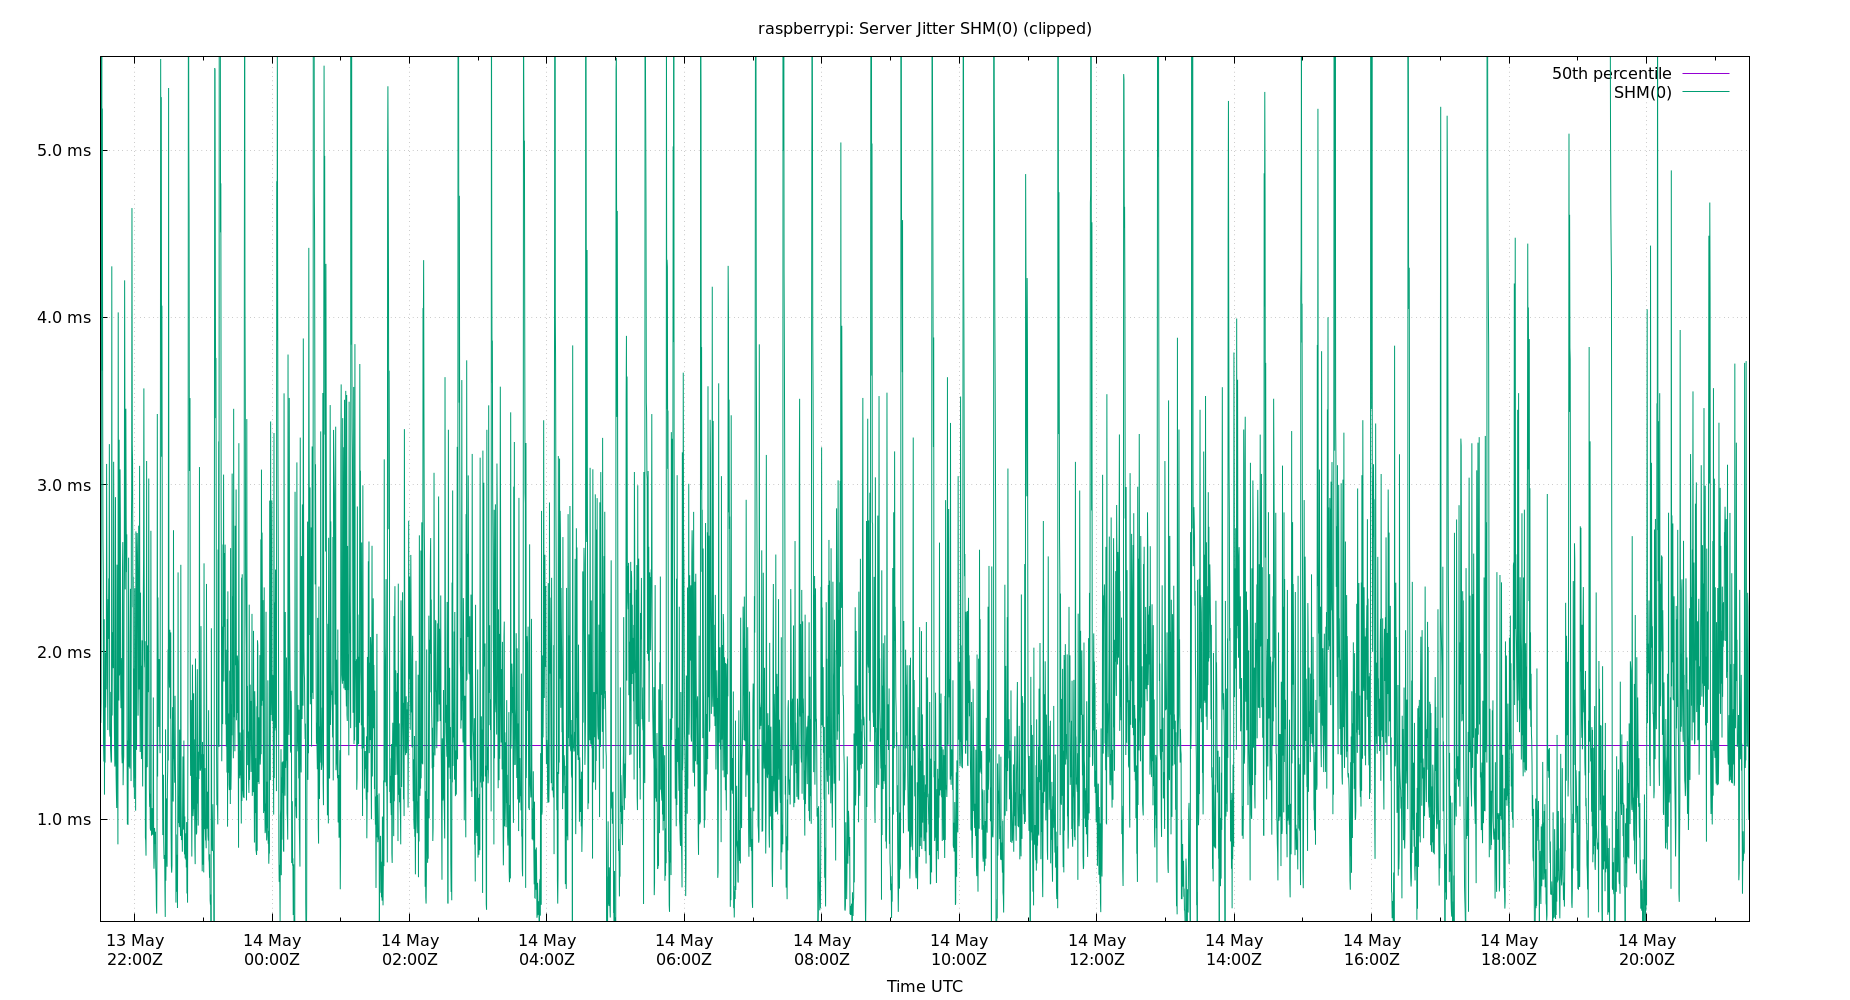 raspberrypi: Server Jitter SHM(0) (clipped)
50th percentile
SHM(0)
5.0 ms
4.0 ms
3.0 ms
2.0 ms
1.0 ms
13 May 14 May 14 May 14 May 14 May 14 May 14 May 14 May 14 May 14 May 14 May 14 May
22:00Z 00:00Z 02:00Z 04:00Z 06:00Z 08:00Z 10:00Z 12:00Z 14:00Z 16:00Z 18:00Z 20:00Z
Time UTC